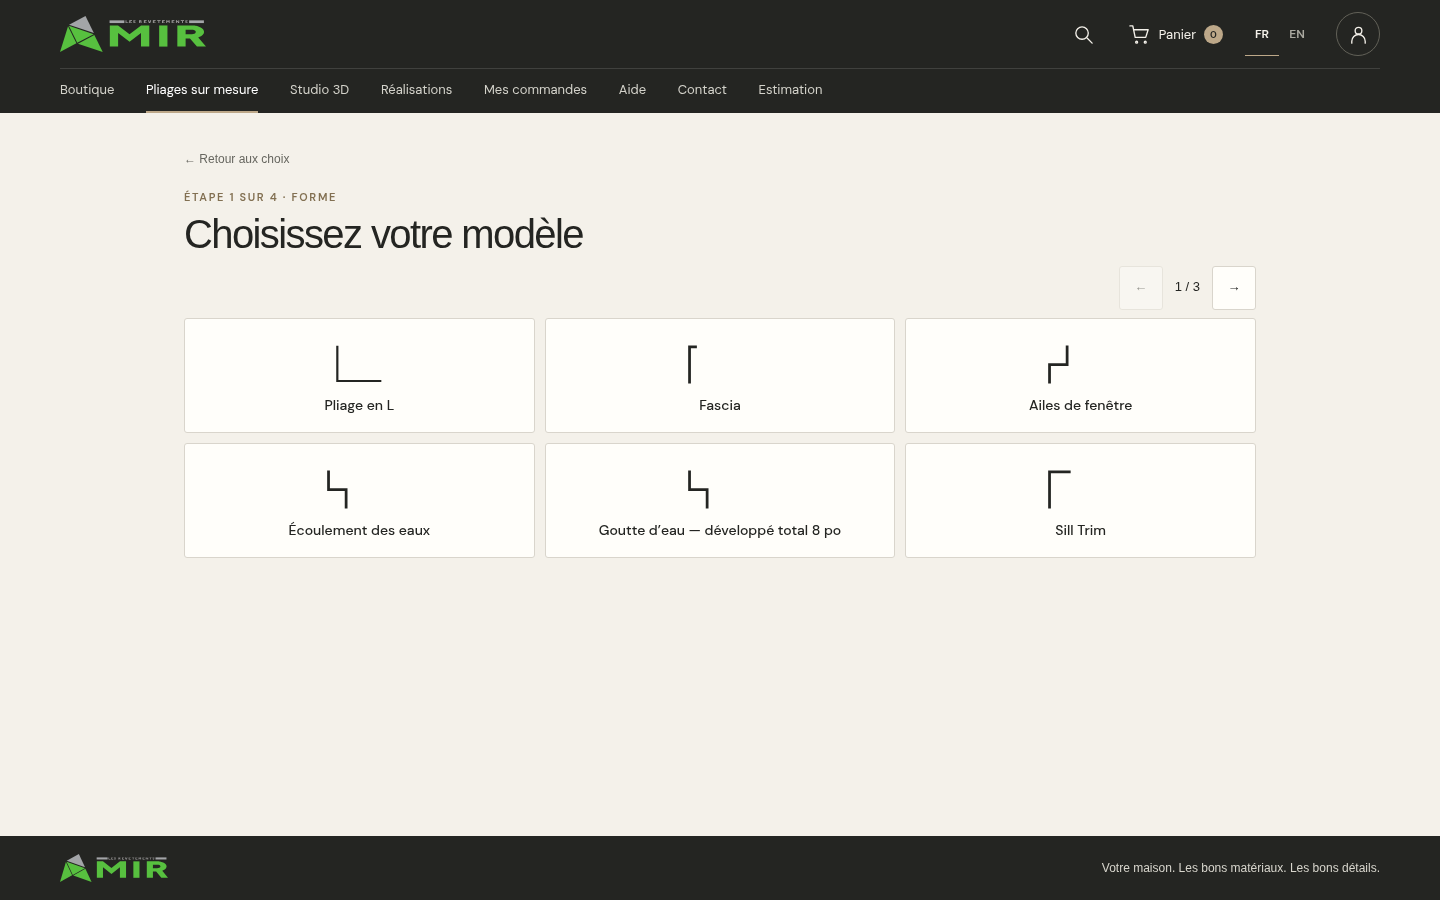 LES REVÊTEMENTS
MIR
Panier 0
FR EN
Boutique Pliages sur mesure Studio 3D Réalisations Mes commandes Aide Contact Estimation
← Retour aux choix
ÉTAPE 1 SUR 4 · FORME
Choisissez votre modèle
← 1 / 3 →
Pliage en L Fascia Ailes de fenêtre
Écoulement des eaux Goutte d’eau — développé total 8 po Sill Trim
LES REVÊTEMENTS
MIR
Votre maison. Les bons matériaux. Les bons détails.